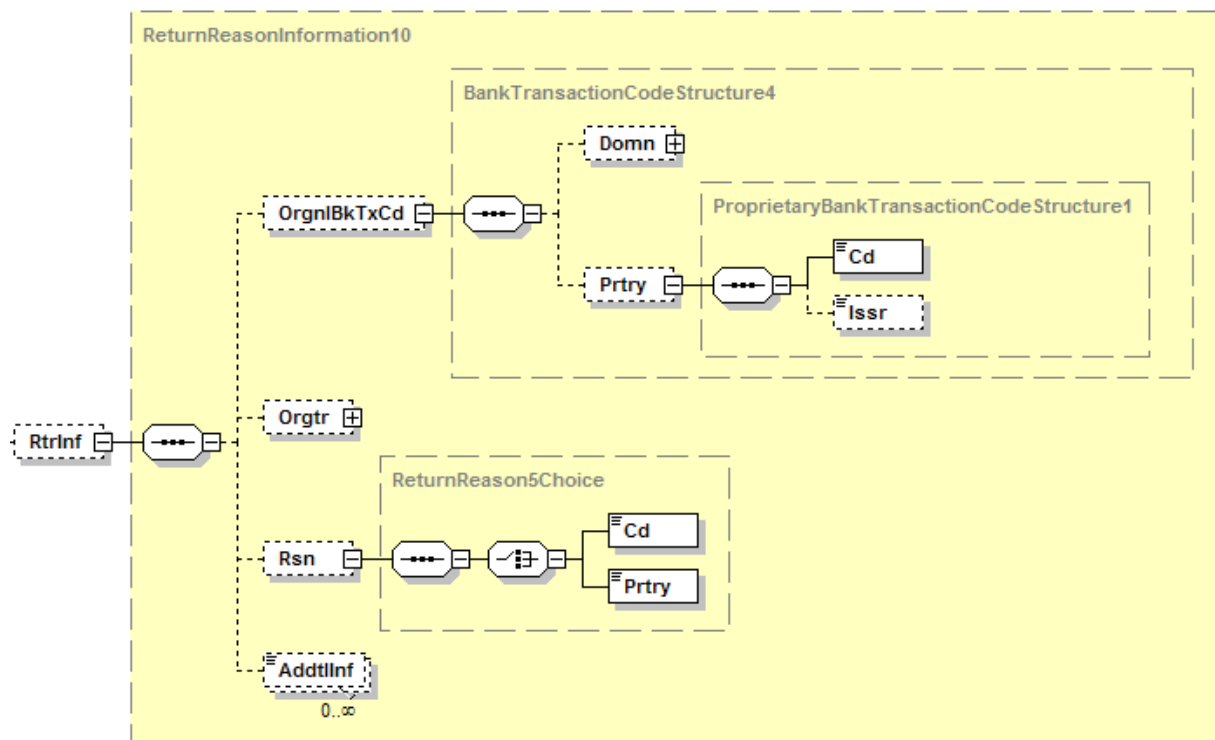 ReturnReasonInformation10
BankTransactionCodeStructure4
Domn
OrgnlBkTxCd
ProprietaryBankTransactionCodeStructure1
Cd
Prtry
Issr
Orgtr
RtrInf
ReturnReason5Choice
Cd
Rsn
Prtry
AddtlInf
0..∞